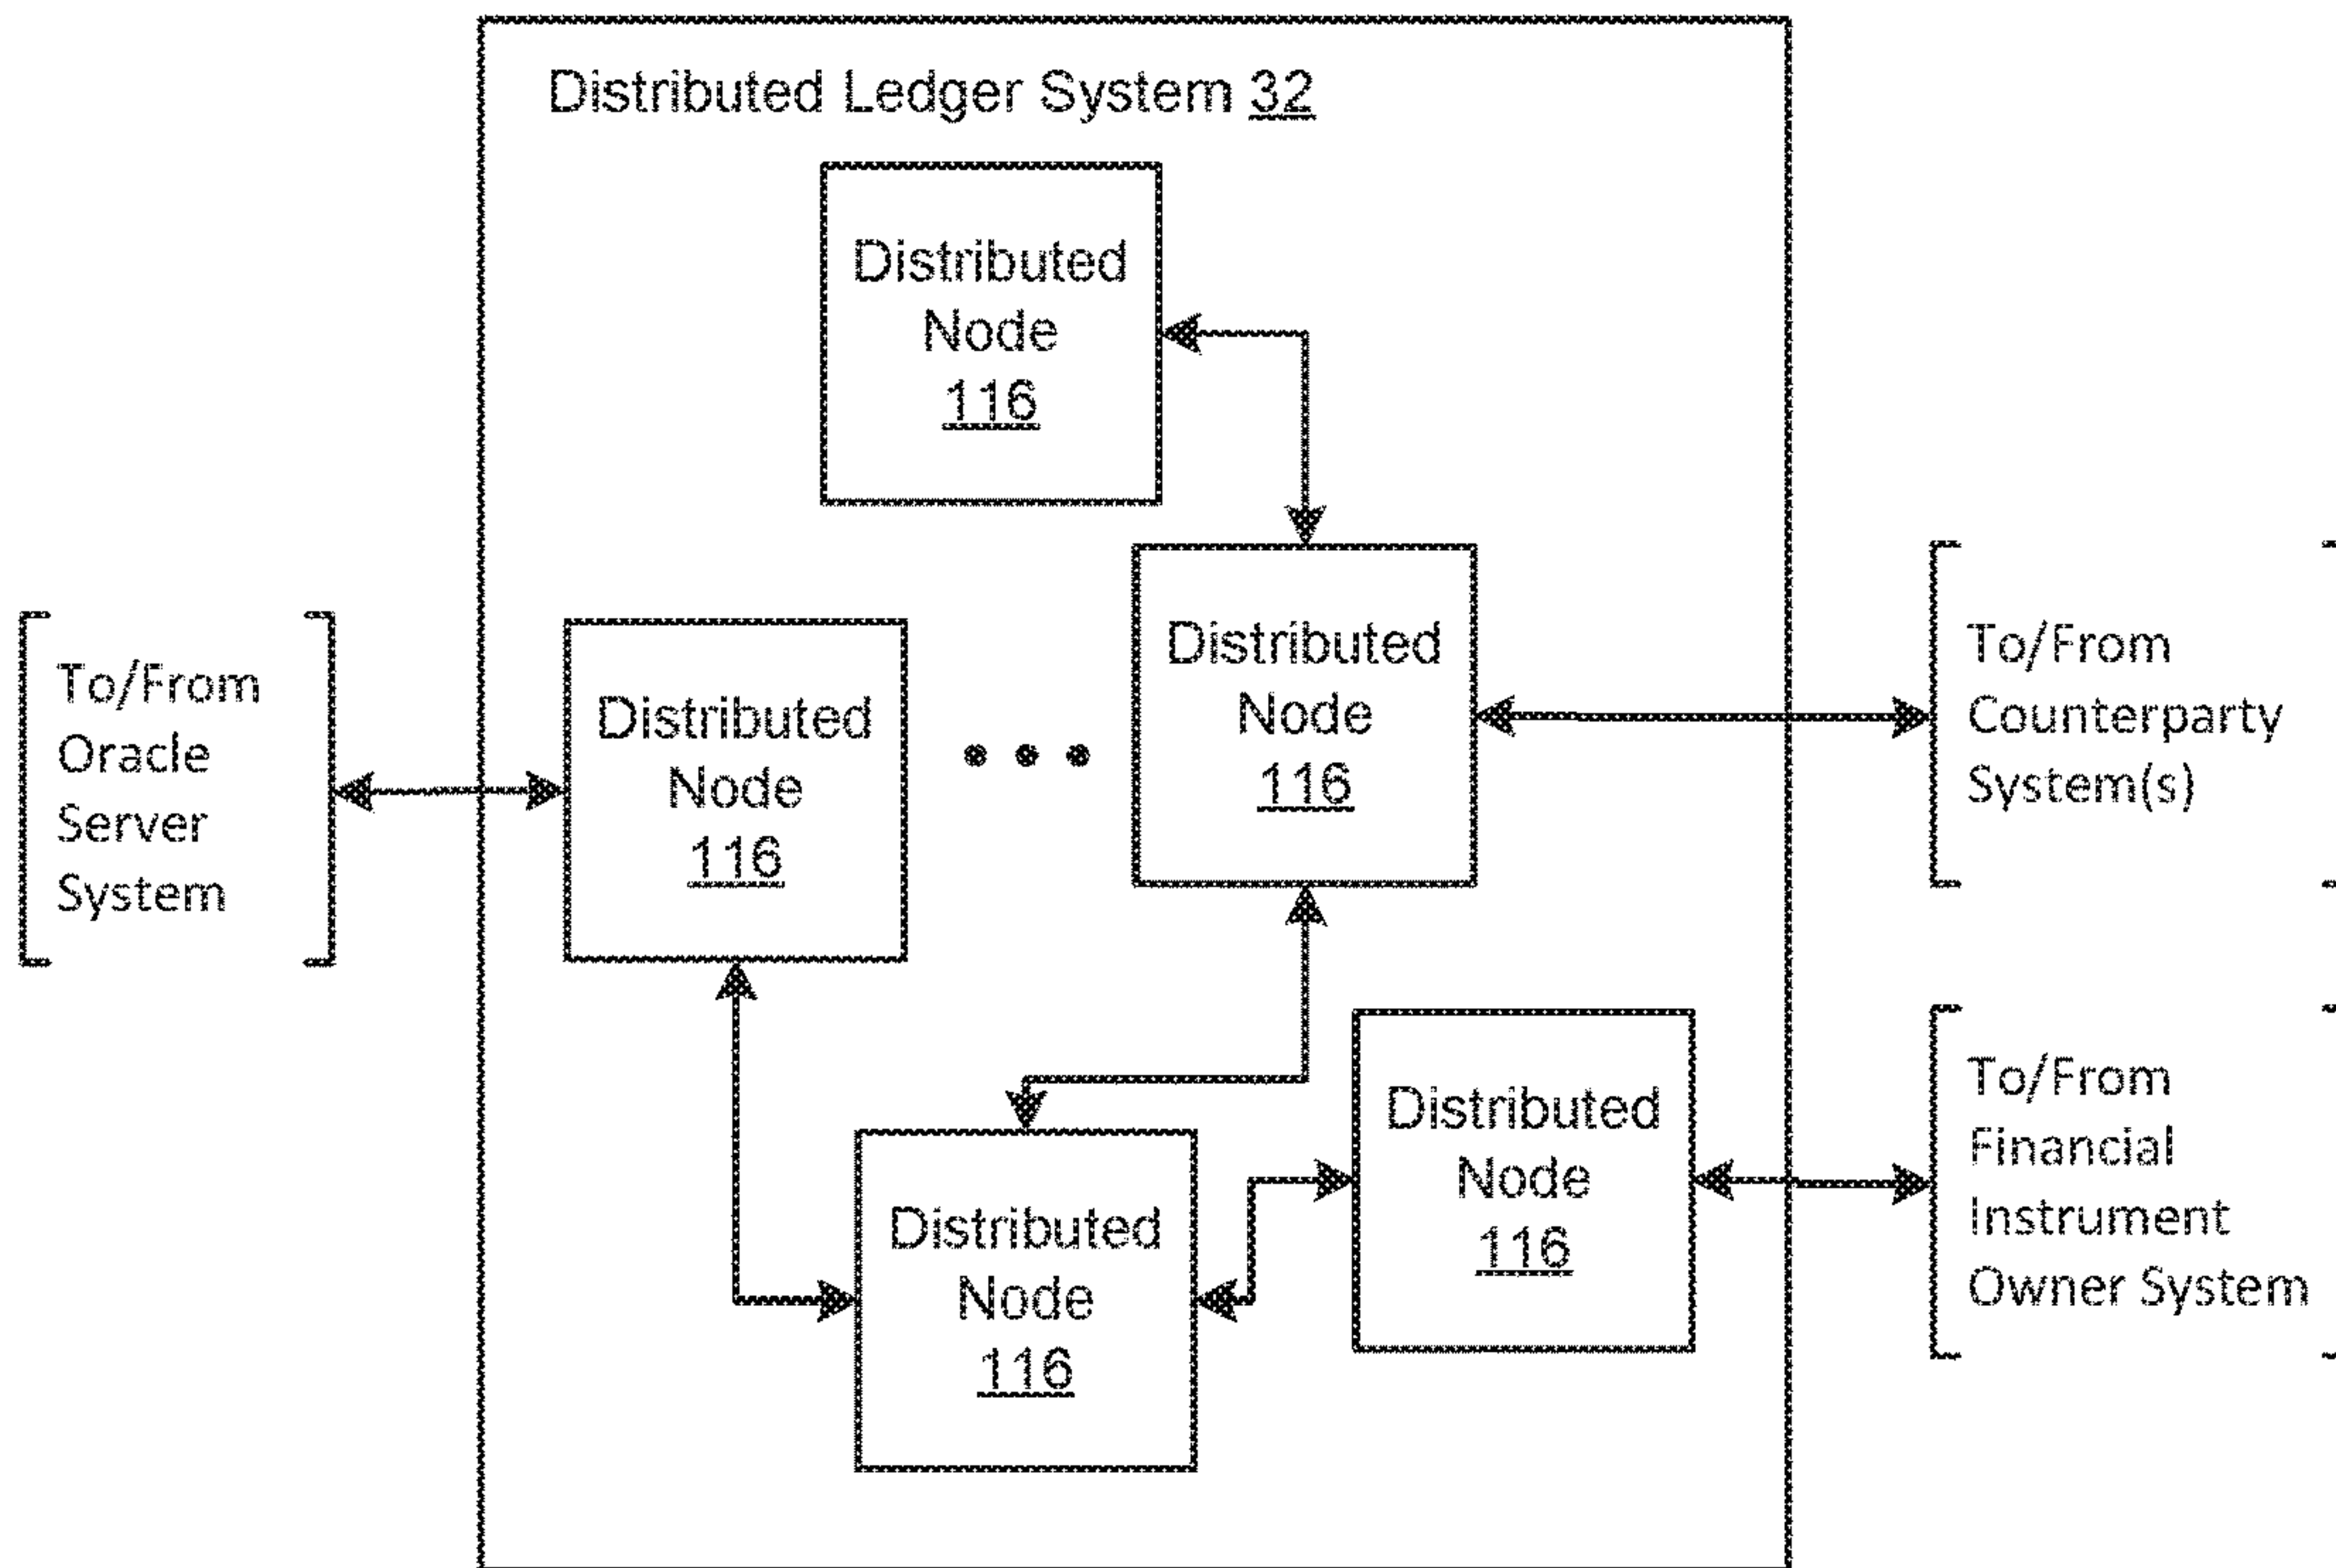 Distributed Ledger System 32
Distributed
Node
116
Distributed
Node
116
Distributed
Node
116
Distributed
Node
116
Distributed
Node
116
To/From
Oracle
Server
System
To/From
Counterparty
System(s)
To/From
Financial
Instrument
Owner System